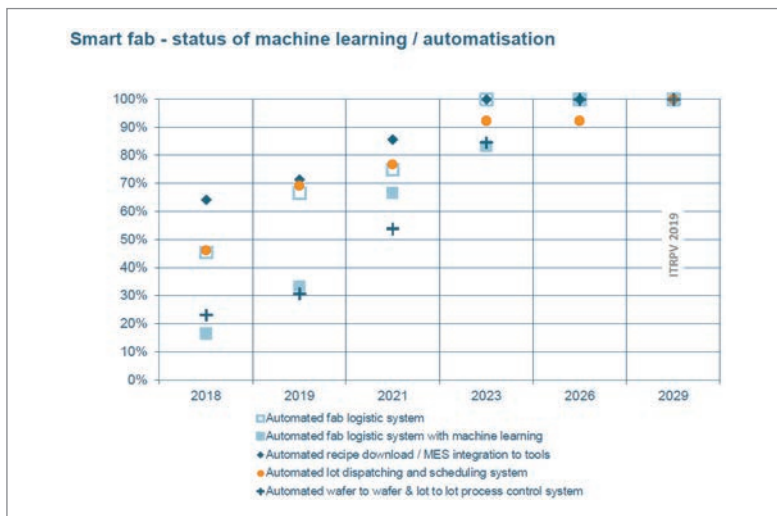 Smart fab - status of machine learning / automatisation
100%
90%
80%
70%
60%
50%
40%
30%
20%
10%
0%
2018 2019 2021 2023 2026 2029
ITRPV 2019
Automated fab logistic system
Automated fab logistic system with machine learning
Automated recipe download / MES integration to tools
Automated lot dispatching and scheduling system
Automated wafer to wafer & lot to lot process control system